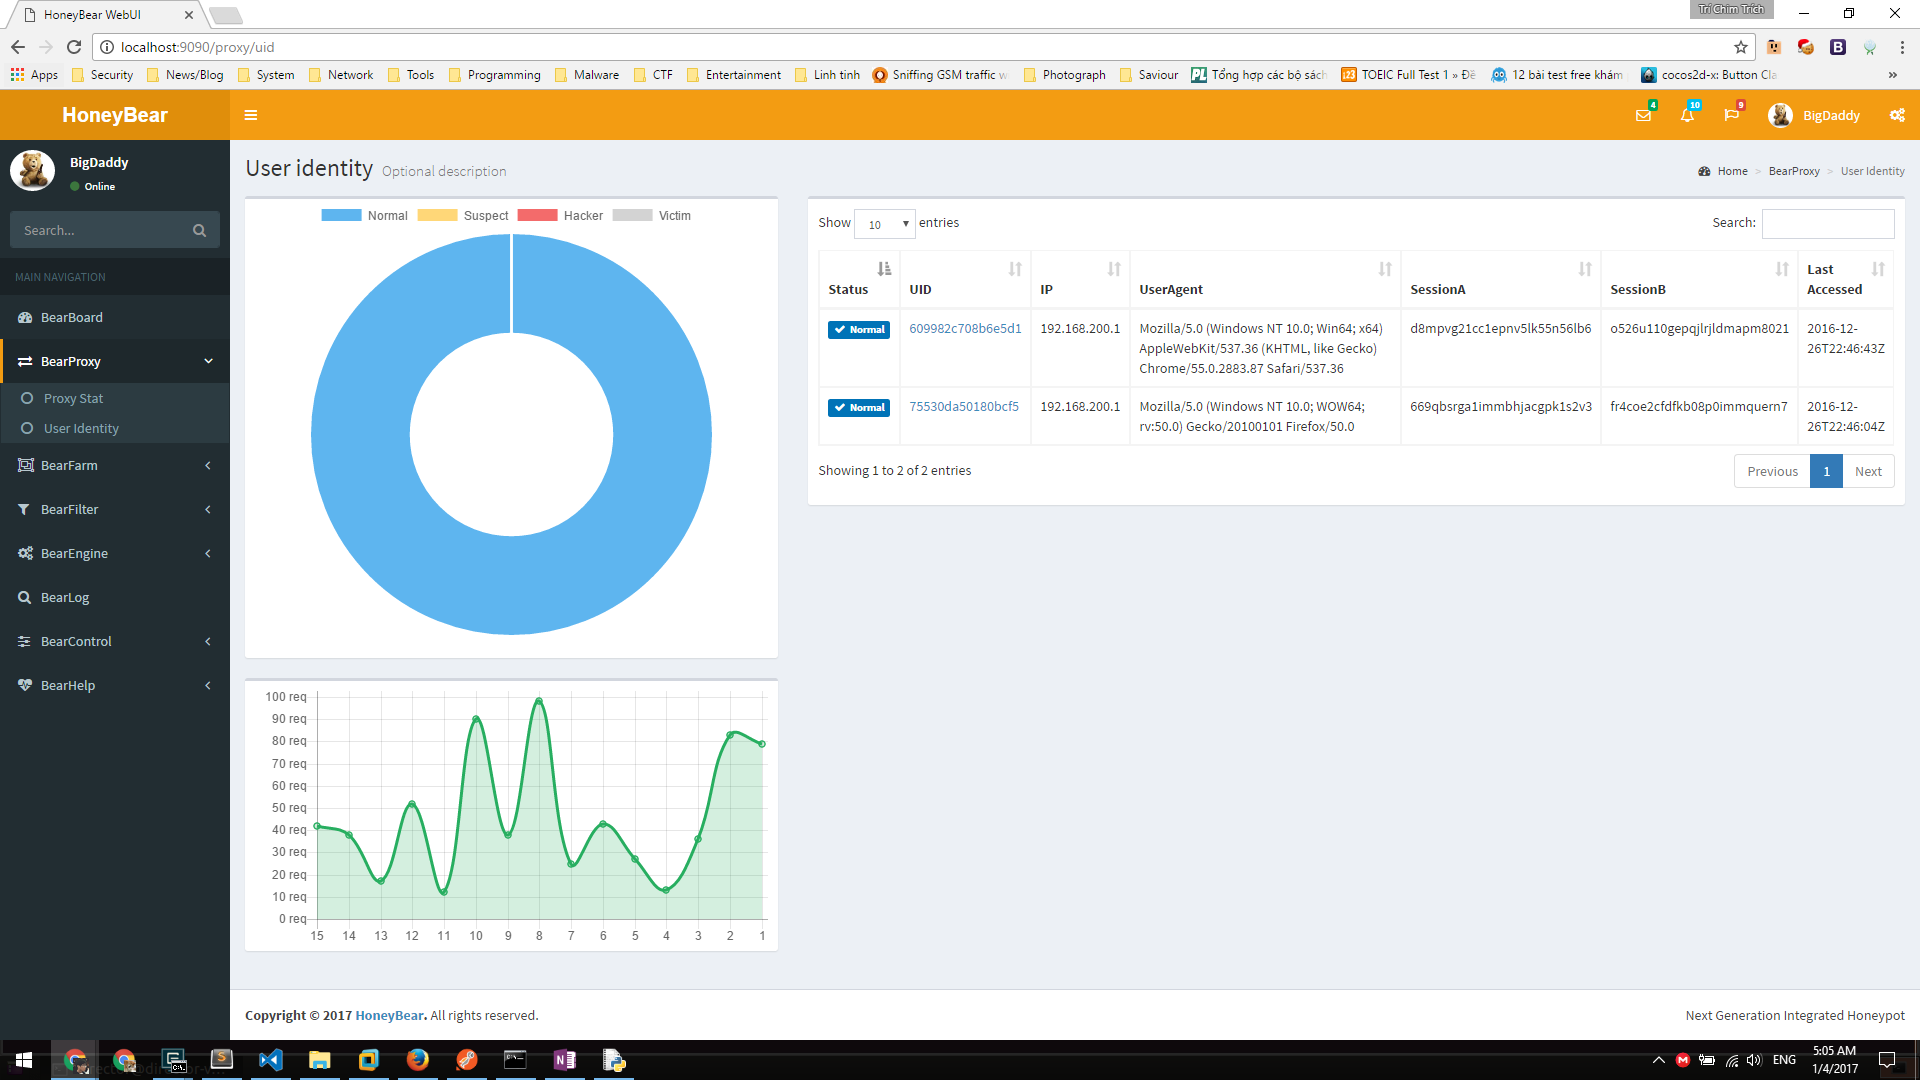 HoneyBear WebUI
Trí Chim Trích
localhost:9090/proxy/uid
Apps Security News/Blog System Network Tools Programming Malware CTF Entertainment Linh tinh Sniffing GSM traffic w Photograph Saviour Tổng hợp các bộ sách TOEIC Full Test 1 » Đề 12 bài test free khám cocos2d-x: Button Cla »
HoneyBear
4 10 9 BigDaddy
BigDaddy
Online
Search...
MAIN NAVIGATION
BearBoard
BearProxy
Proxy Stat
User Identity
BearFarm
BearFilter
BearEngine
BearLog
BearControl
BearHelp
User identity Optional description
Home > BearProxy > User Identity
Normal Suspect Hacker Victim
100 req
90 req
80 req
70 req
60 req
50 req
40 req
30 req
20 req
10 req
0 req
15 14 13 12 11 10 9 8 7 6 5 4 3 2 1
Show 10 entries Search:
Status UID IP UserAgent SessionA SessionB Last
Accessed
Normal 609982c708b6e5d1 192.168.200.1 Mozilla/5.0 (Windows NT 10.0; Win64; x64) d8mpvg21cc1epnv5lk55n56lb6 o526u110gepqjlrjldmapm8021 2016-12-
AppleWebKit/537.36 (KHTML, like Gecko) 26T22:46:43Z
Chrome/55.0.2883.87 Safari/537.36
Normal 75530da50180bcf5 192.168.200.1 Mozilla/5.0 (Windows NT 10.0; WOW64; 669qbsrga1immbhjacgpk1s2v3 fr4coe2cfdfkb08p0immquern7 2016-12-
rv:50.0) Gecko/20100101 Firefox/50.0 26T22:46:04Z
Showing 1 to 2 of 2 entries Previous 1 Next
Copyright © 2017 HoneyBear. All rights reserved.
Next Generation Integrated Honeypot
ENG
5:05 AM
1/4/2017